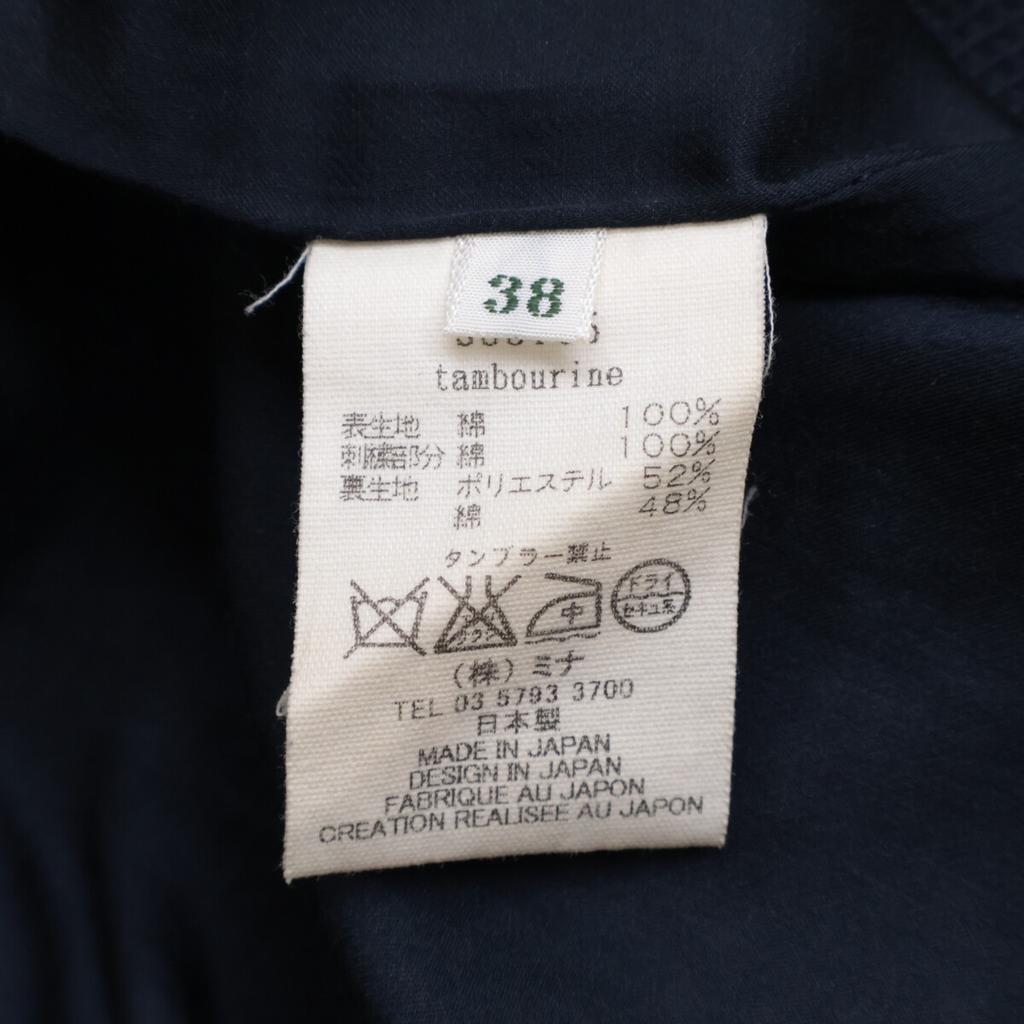 38
tambourine
表生地 綿 100%
刺繍部分 綿 100%
裏生地 ポリエステル 52%
綿 48%
タンブラー禁止
中
ドライ
セキユ系
(株) ミナ
TEL 03 5793 3700
日本製
MADE IN JAPAN
DESIGN IN JAPAN
FABRIQUE AU JAPON
CREATION REALISEE AU JAPON